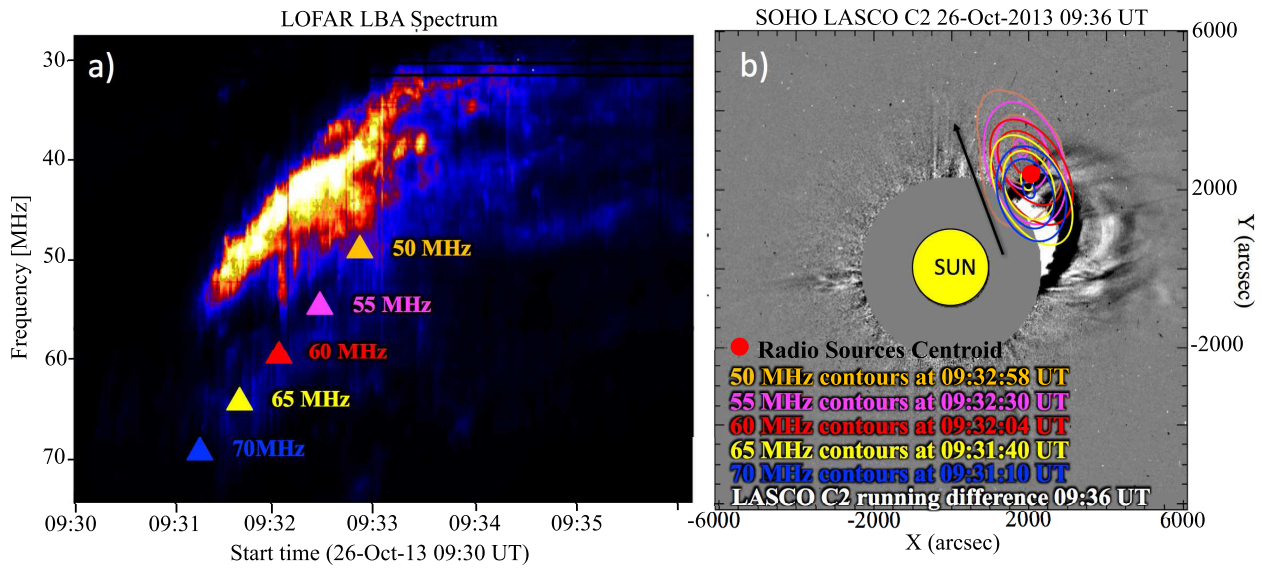 LOFAR LBA Spectrum
a)
Frequency [MHz]
30
40
50
60
70
50 MHz
55 MHz
60 MHz
65 MHz
70MHz
09:30
09:31
09:32
09:33
09:34
09:35
Start time (26-Oct-13 09:30 UT)
SOHO LASCO C2 26-Oct-2013 09:36 UT
b)
6000
2000
-2000
Y (arcsec)
SUN
Radio Sources Centroid
50 MHz contours at 09:32:58 UT
55 MHz contours at 09:32:30 UT
60 MHz contours at 09:32:04 UT
65 MHz contours at 09:31:40 UT
70 MHz contours at 09:31:10 UT
LASCO C2 running difference 09:36 UT
-6000
-2000
2000
6000
X (arcsec)